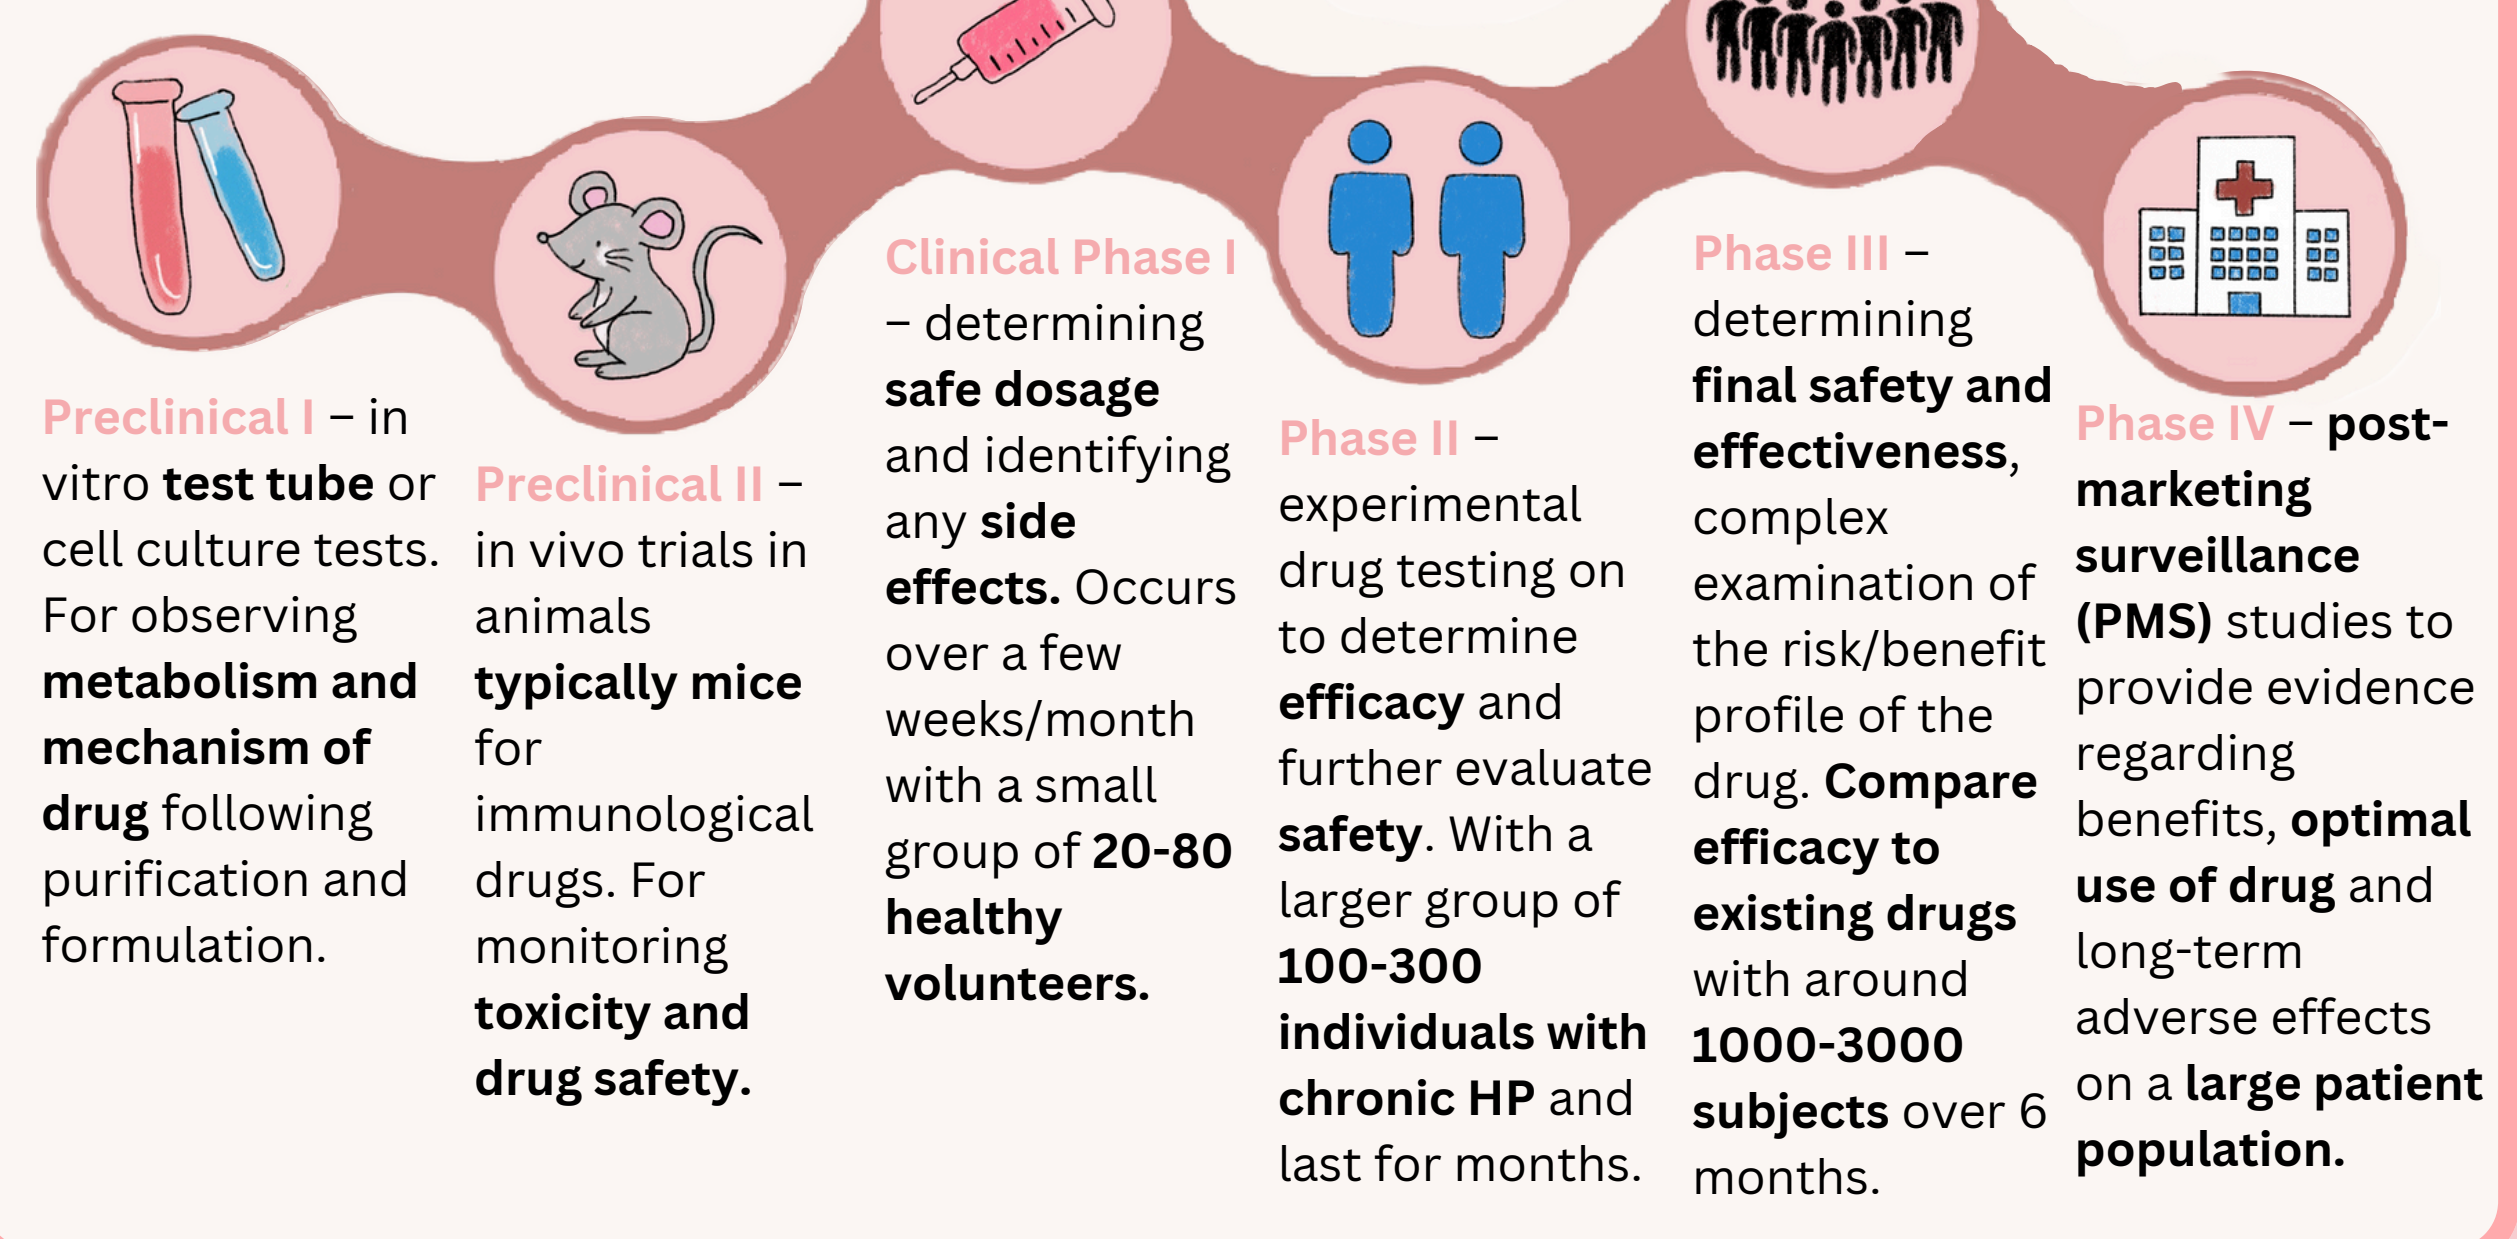 Preclinical I – in
vitro test tube or
cell culture tests.
For observing
metabolism and
mechanism of
drug following
purification and
formulation.
Preclinical II –
in vivo trials in
animals
typically mice
for
immunological
drugs. For
monitoring
toxicity and
drug safety.
Clinical Phase I
– determining
safe dosage
and identifying
any side
effects. Occurs
over a few
weeks/month
with a small
group of 20-80
healthy
volunteers.
Phase II –
experimental
drug testing on
to determine
efficacy and
further evaluate
safety. With a
larger group of
100-300
individuals with
chronic HP and
last for months.
Phase III –
determining
final safety and
effectiveness,
complex
examination of
the risk/benefit
profile of the
drug. Compare
efficacy to
existing drugs
with around
1000-3000
subjects over 6
months.
Phase IV – post-
marketing
surveillance
(PMS) studies to
provide evidence
regarding
benefits, optimal
use of drug and
long-term
adverse effects
on a large patient
population.